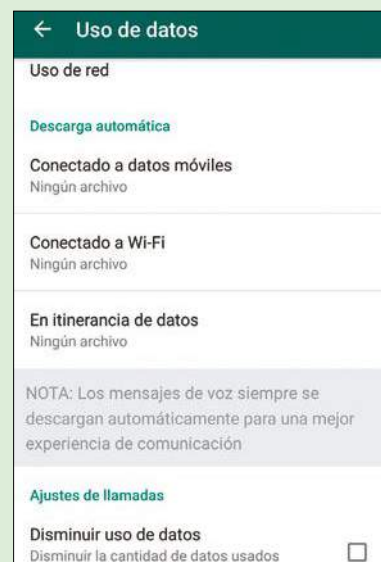 Uso de datos
Uso de red
Descarga automática
Conectado a datos móviles
Ningún archivo
Conectado a Wi-Fi
Ningún archivo
En itinerancia de datos
Ningún archivo
NOTA: Los mensajes de voz siempre se
descargan automáticamente para una mejor
experiencia de comunicación
Ajustes de llamadas
Disminuir uso de datos
Disminuir la cantidad de datos usados